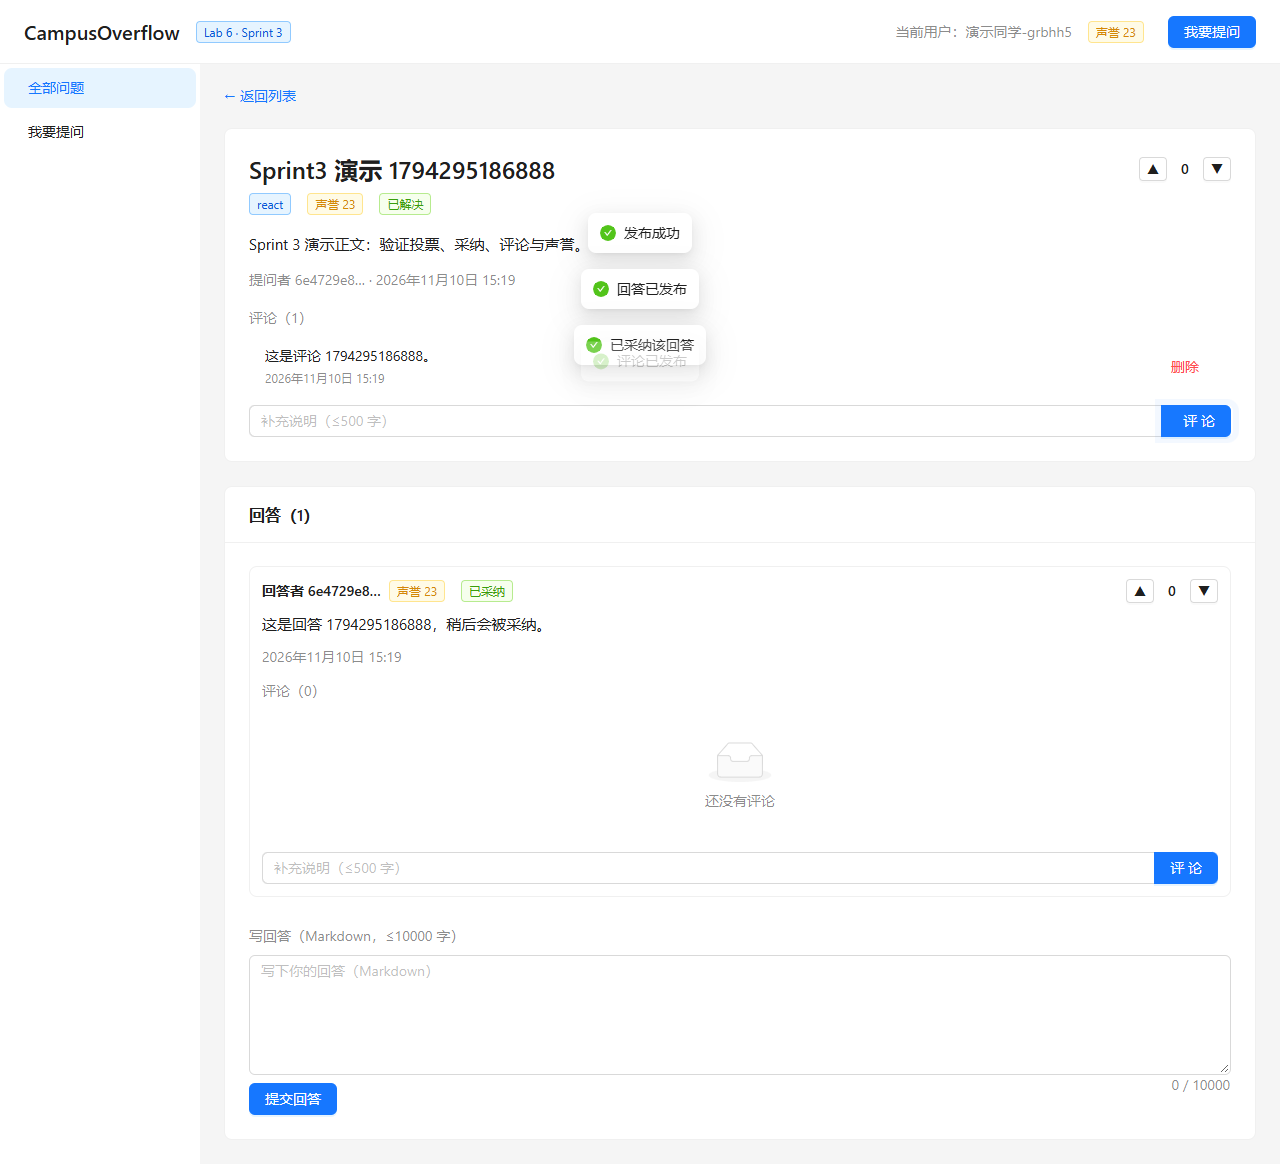 CampusOverflow Lab 6 · Sprint 3 当前用户：演示同学-grbhh5 声誉 23 我要提问
全部问题
我要提问
← 返回列表
Sprint3 演示 1794295186888 ▲ 0 ▼
react 声誉 23 已解决
Sprint 3 演示正文：验证投票、采纳、评论与声誉。
发布成功
回答已发布
已采纳该回答
评论已发布
提问者 6e4729e8... · 2026年11月10日 15:19
评论（1）
这是评论 1794295186888。
2026年11月10日 15:19
删除
补充说明（≤500 字） 评 论
回答（1）
回答者 6e4729e8... 声誉 23 已采纳 ▲ 0 ▼
这是回答 1794295186888，稍后会被采纳。
2026年11月10日 15:19
评论（0）
还没有评论
补充说明（≤500 字） 评 论
写回答（Markdown，≤10000 字）
写下你的回答（Markdown）
0 / 10000
提交回答